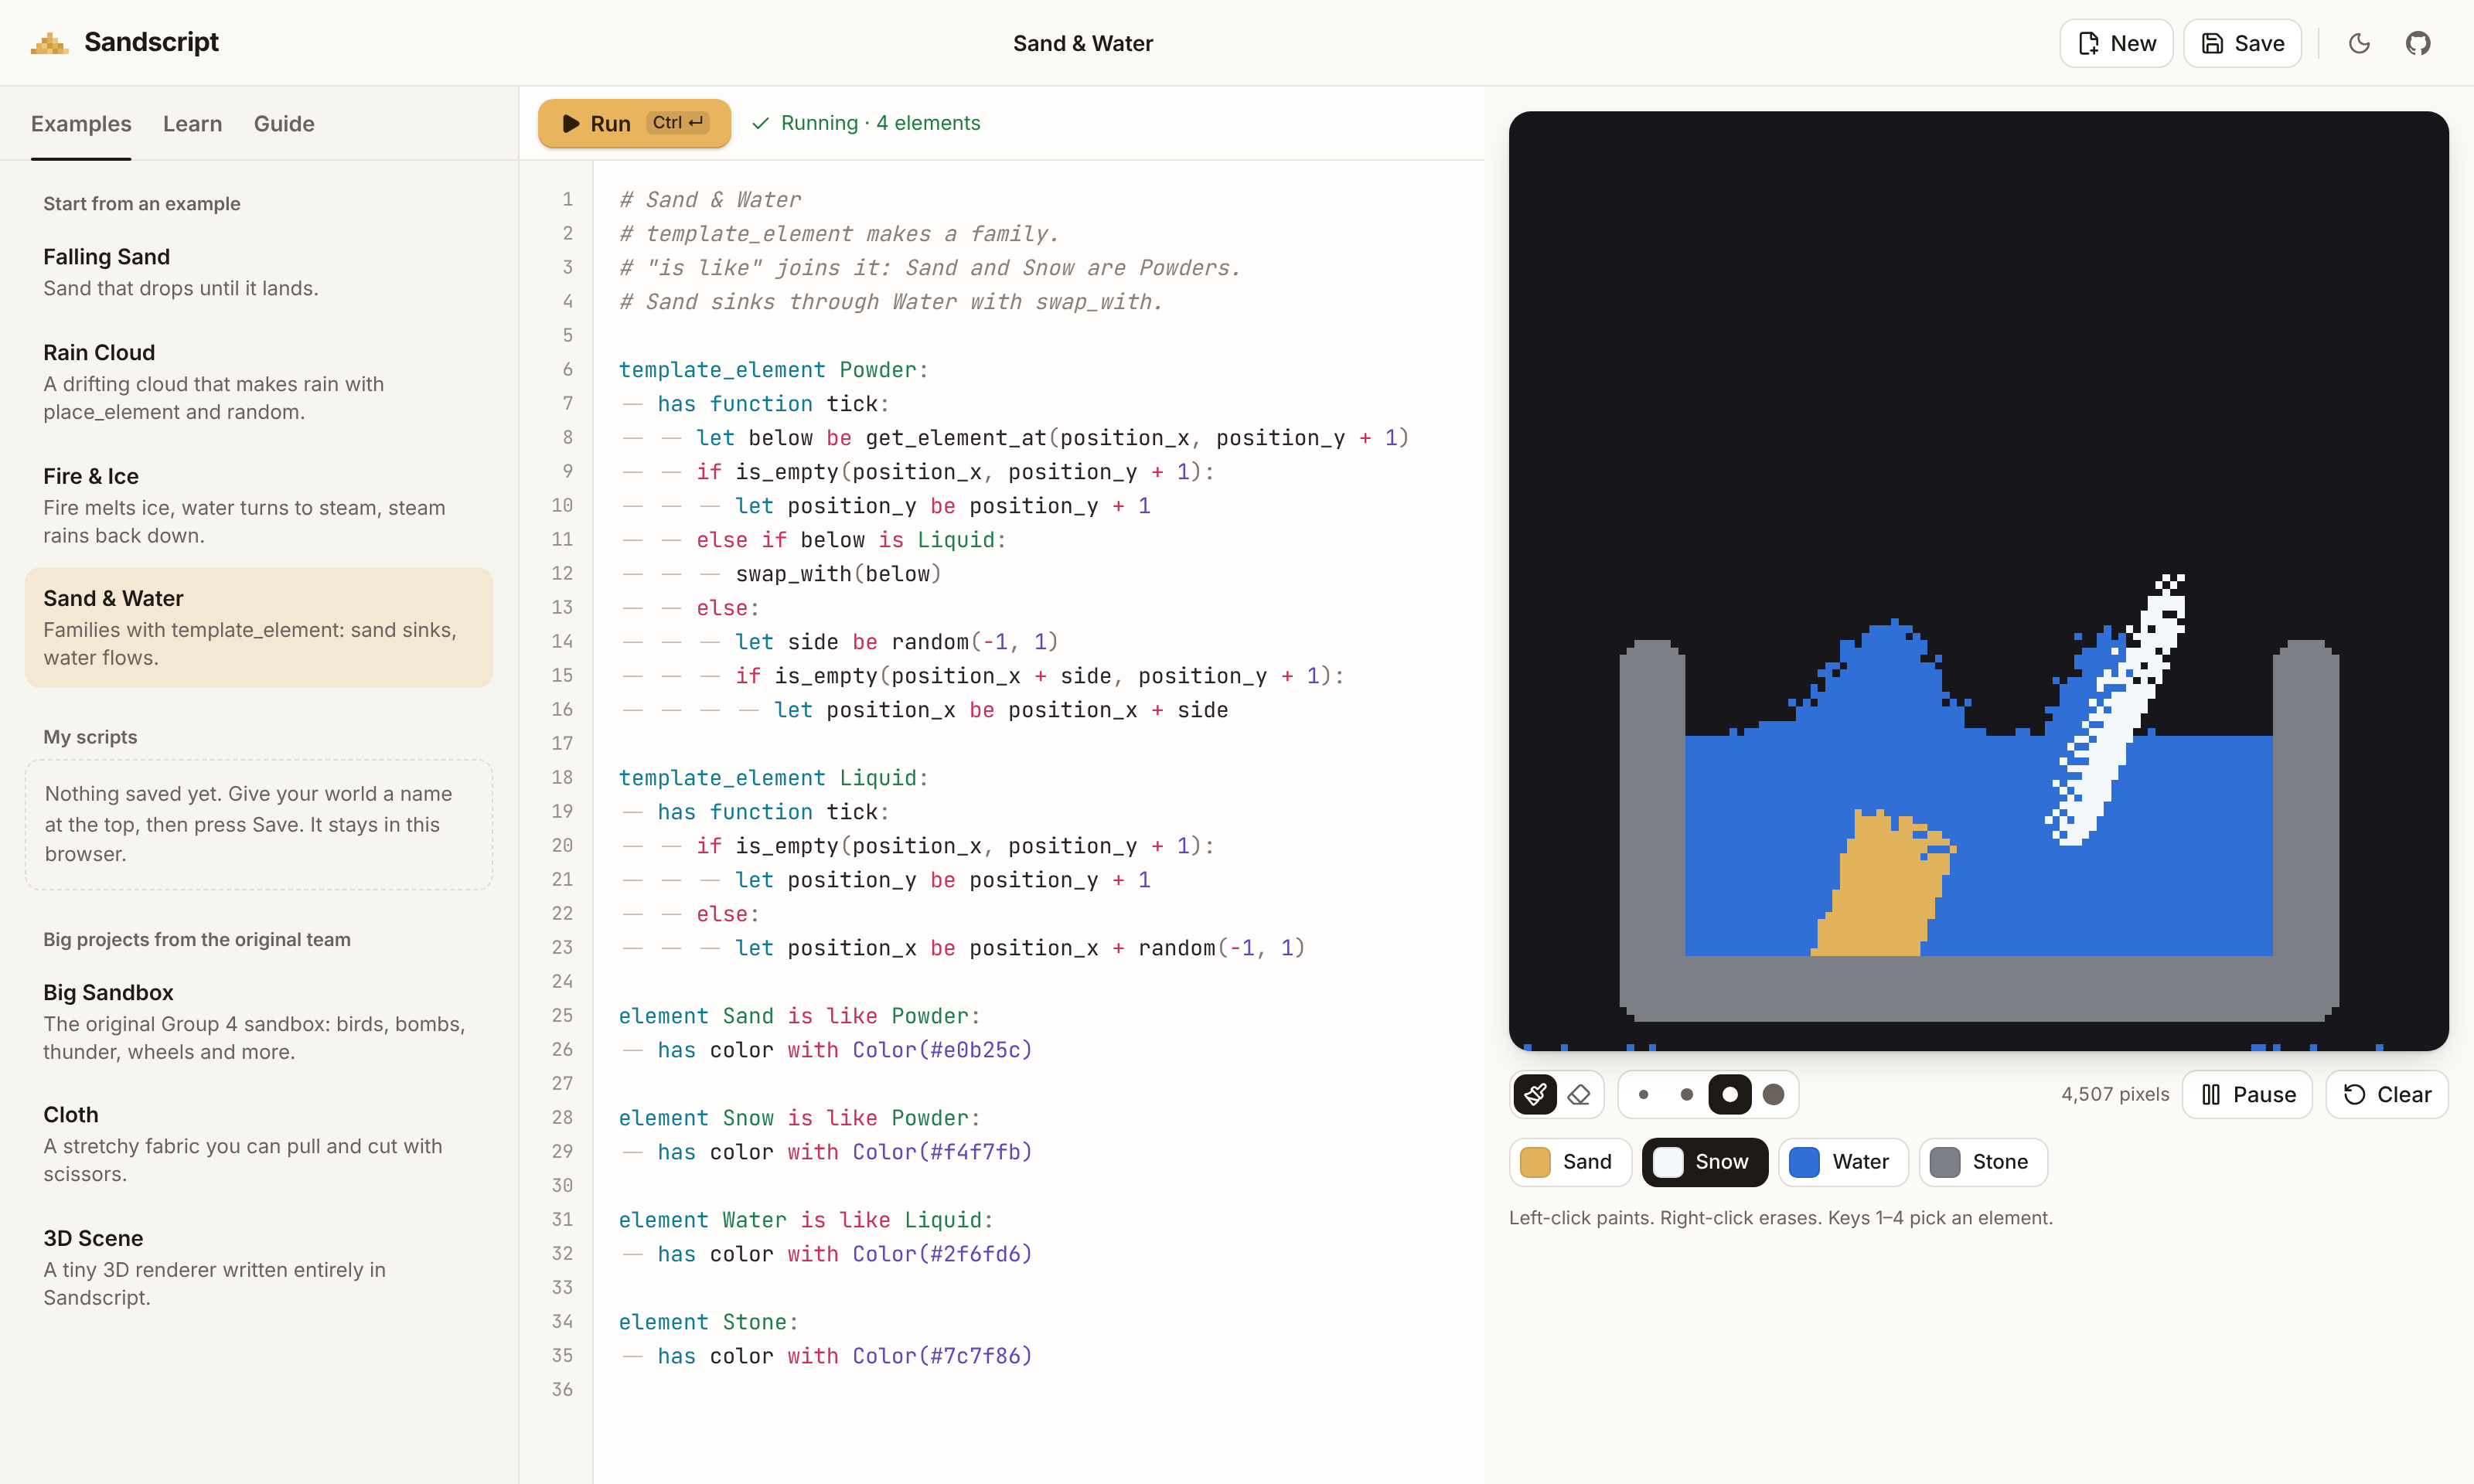 Sandscript
Sand & Water
New
Save
Examples
Learn
Guide
Start from an example
Falling Sand
Sand that drops until it lands.
Rain Cloud
A drifting cloud that makes rain with
place_element and random.
Fire & Ice
Fire melts ice, water turns to steam, steam
rains back down.
Sand & Water
Families with template_element: sand sinks,
water flows.
My scripts
Nothing saved yet. Give your world a name
at the top, then press Save. It stays in this
browser.
Big projects from the original team
Big Sandbox
The original Group 4 sandbox: birds, bombs,
thunder, wheels and more.
Cloth
A stretchy fabric you can pull and cut with
scissors.
3D Scene
A tiny 3D renderer written entirely in
Sandscript.
Run Ctrl ↵
Running · 4 elements
1 # Sand & Water
2 # template_element makes a family.
3 # "is like" joins it: Sand and Snow are Powders.
4 # Sand sinks through Water with swap_with.
5
6 template_element Powder:
7 — has function tick:
8 — — let below be get_element_at(position_x, position_y + 1)
9 — — if is_empty(position_x, position_y + 1):
10 — — — let position_y be position_y + 1
11 — — else if below is Liquid:
12 — — — swap_with(below)
13 — — else:
14 — — — let side be random(-1, 1)
15 — — — if is_empty(position_x + side, position_y + 1):
16 — — — — let position_x be position_x + side
17
18 template_element Liquid:
19 — has function tick:
20 — — if is_empty(position_x, position_y + 1):
21 — — — let position_y be position_y + 1
22 — — else:
23 — — — let position_x be position_x + random(-1, 1)
24
25 element Sand is like Powder:
26 — has color with Color(#e0b25c)
27
28 element Snow is like Powder:
29 — has color with Color(#f4f7fb)
30
31 element Water is like Liquid:
32 — has color with Color(#2f6fd6)
33
34 element Stone:
35 — has color with Color(#7c7f86)
36
4,507 pixels
Pause
Clear
Sand
Snow
Water
Stone
Left-click paints. Right-click erases. Keys 1–4 pick an element.